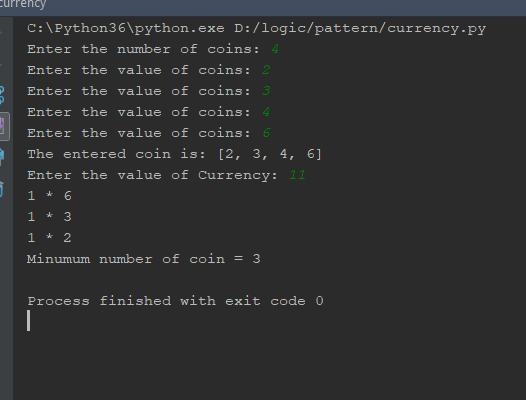 currency
C:\Python36\python.exe D:/logic/pattern/currency.py
Enter the number of coins: 4
Enter the value of coins: 2
Enter the value of coins: 3
Enter the value of coins: 4
Enter the value of coins: 6
The entered coin is: [2, 3, 4, 6]
Enter the value of Currency: 11
1 * 6
1 * 3
1 * 2
Minumum number of coin = 3
Process finished with exit code 0